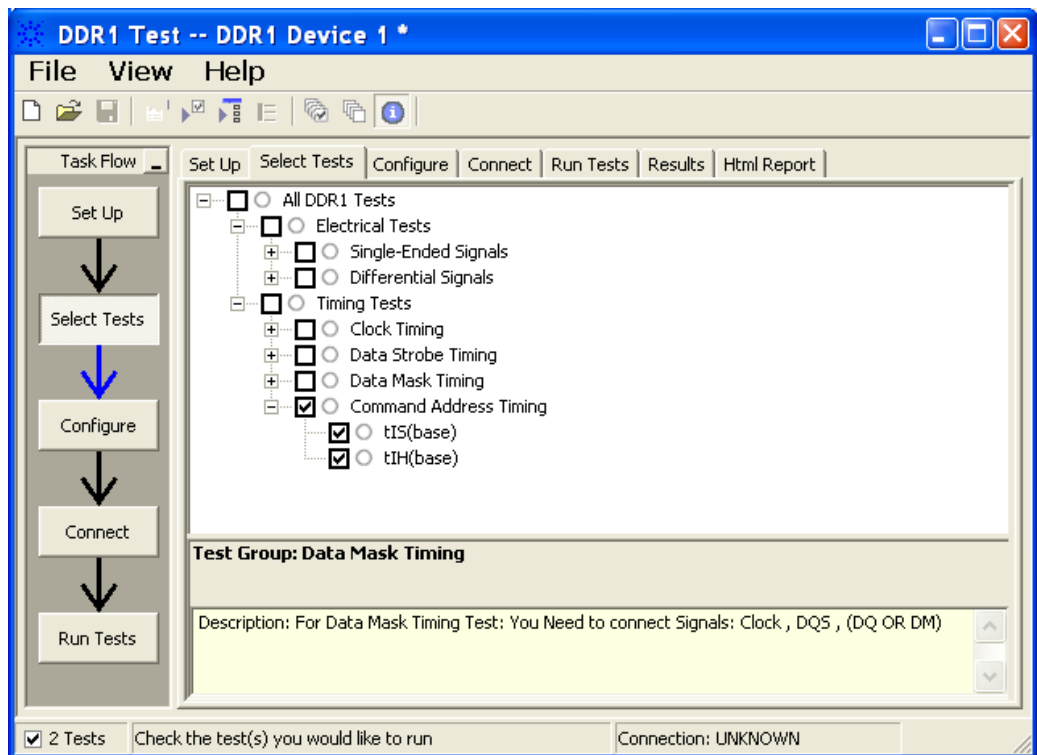 DDR1 Test -- DDR1 Device 1 *
File View Help
Task Flow
Set Up
Select Tests
Configure
Connect
Run Tests
Set Up Select Tests Configure Connect Run Tests Results Html Report
All DDR1 Tests
Electrical Tests
Single-Ended Signals
Differential Signals
Timing Tests
Clock Timing
Data Strobe Timing
Data Mask Timing
Command Address Timing
tIS(base)
tIH(base)
Test Group: Data Mask Timing
Description: For Data Mask Timing Test: You Need to connect Signals: Clock , DQS , (DQ OR DM)
2 Tests Check the test(s) you would like to run Connection: UNKNOWN